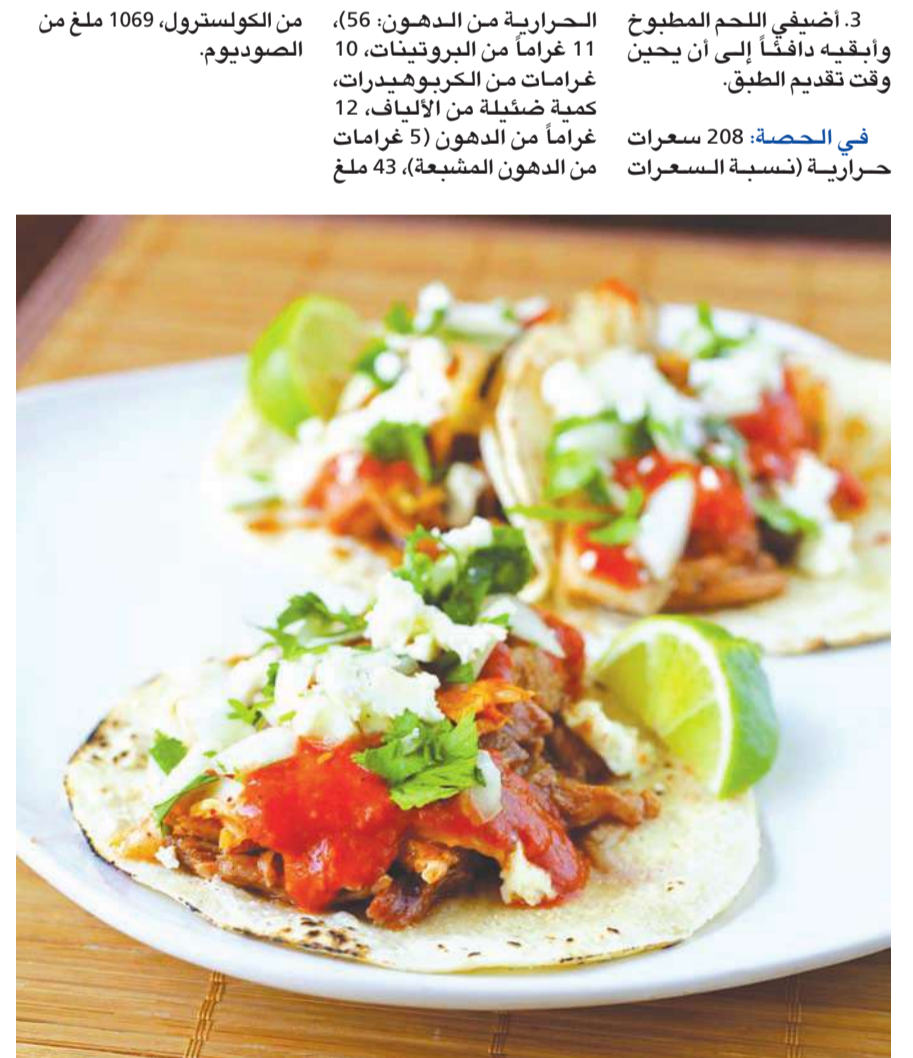 3. أضيفي اللحم المطبوخ
وأبقيه دافئاً إلى أن يحين
وقت تقديم الطبق.
في الحصة: 208 سعرات
حرارية (نسبة السعرات
الحرارية من الدهون: 56)،
11 غراماً من البروتينات، 10
غرامات من الكربوهيدرات،
كمية ضئيلة من الألياف، 12
غراماً من الدهون (5 غرامات
من الدهون المشبعة)، 43 ملغ
من الكولسترول، 1069 ملغ من
الصوديوم.